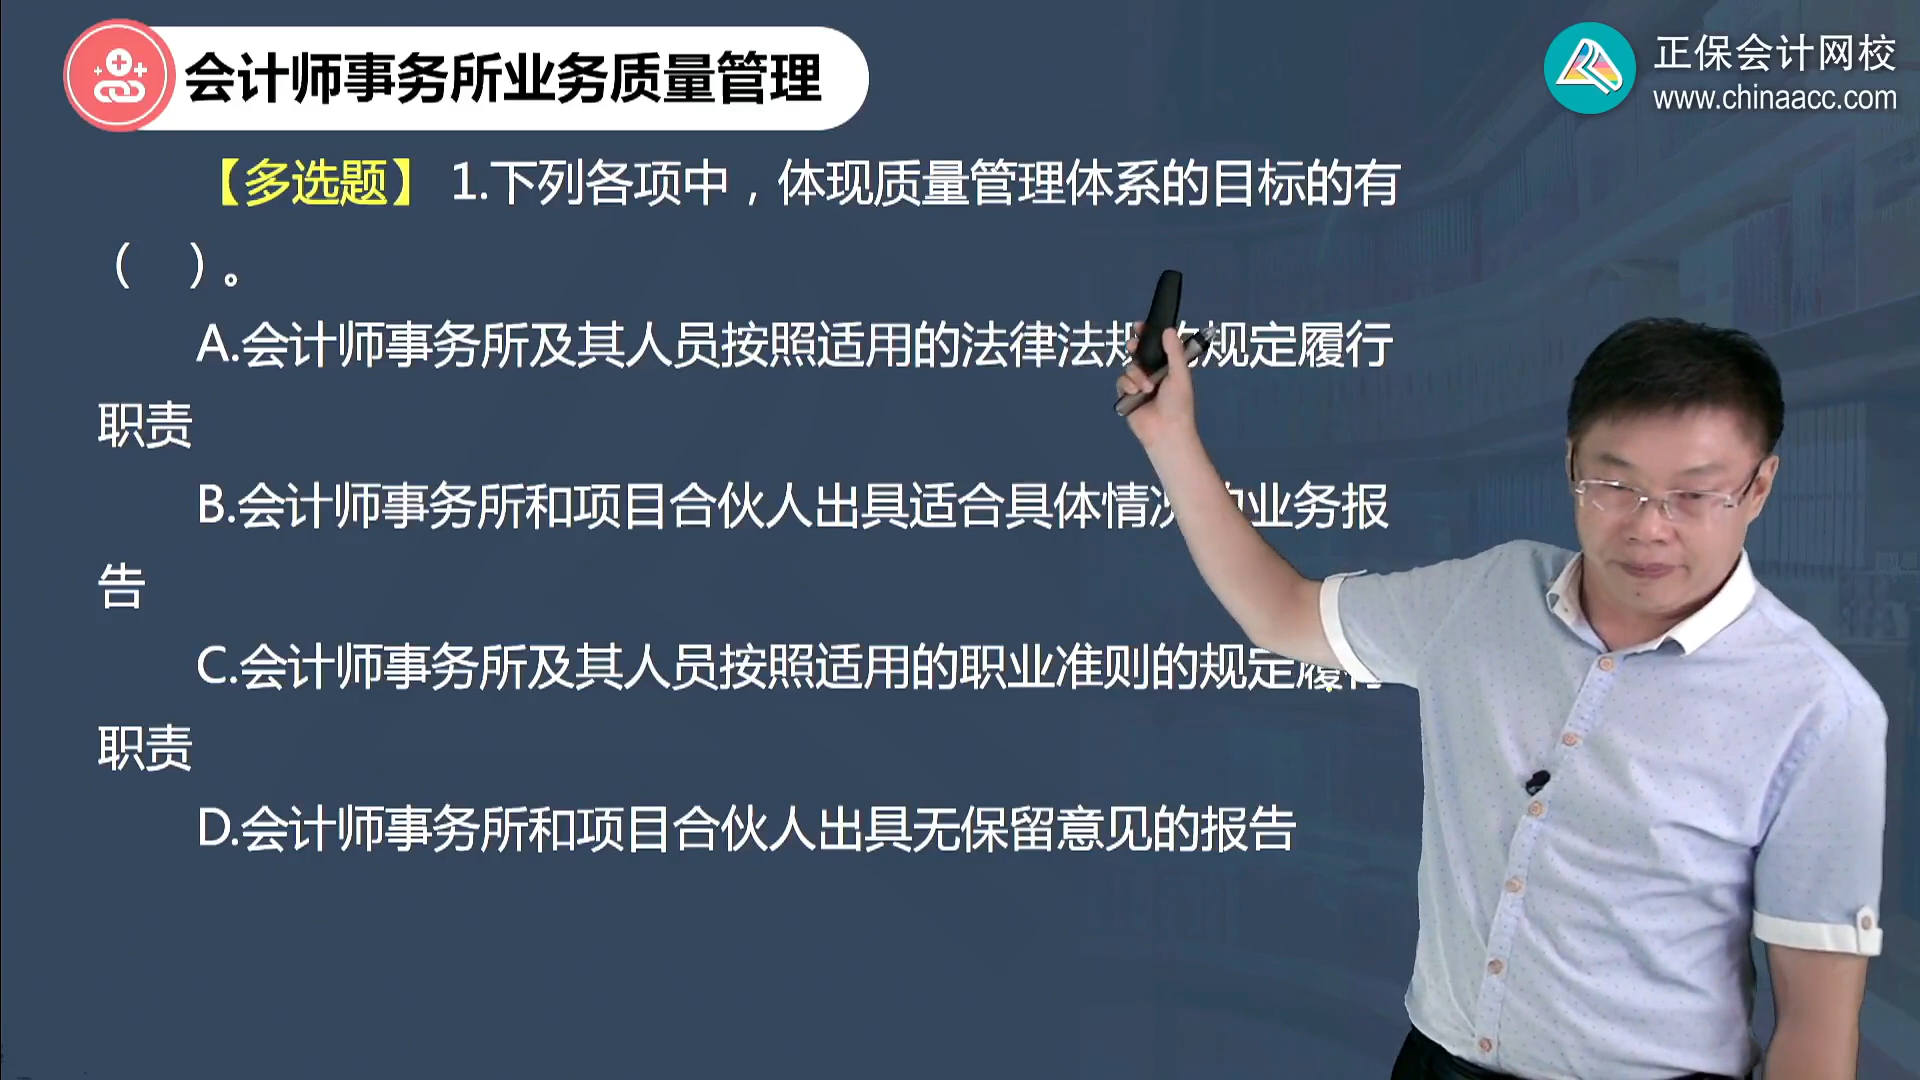 会计师事务所业务质量管理
正保会计网校
www.chinaacc.com
【多选题】 1.下列各项中，体现质量管理体系的目标的有
（ ）。
A.会计师事务所及其人员按照适用的法律法规的规定履行
职责
B.会计师事务所和项目合伙人出具适合具体情况的业务报
告
C.会计师事务所及其人员按照适用的职业准则的规定履行
职责
D.会计师事务所和项目合伙人出具无保留意见的报告